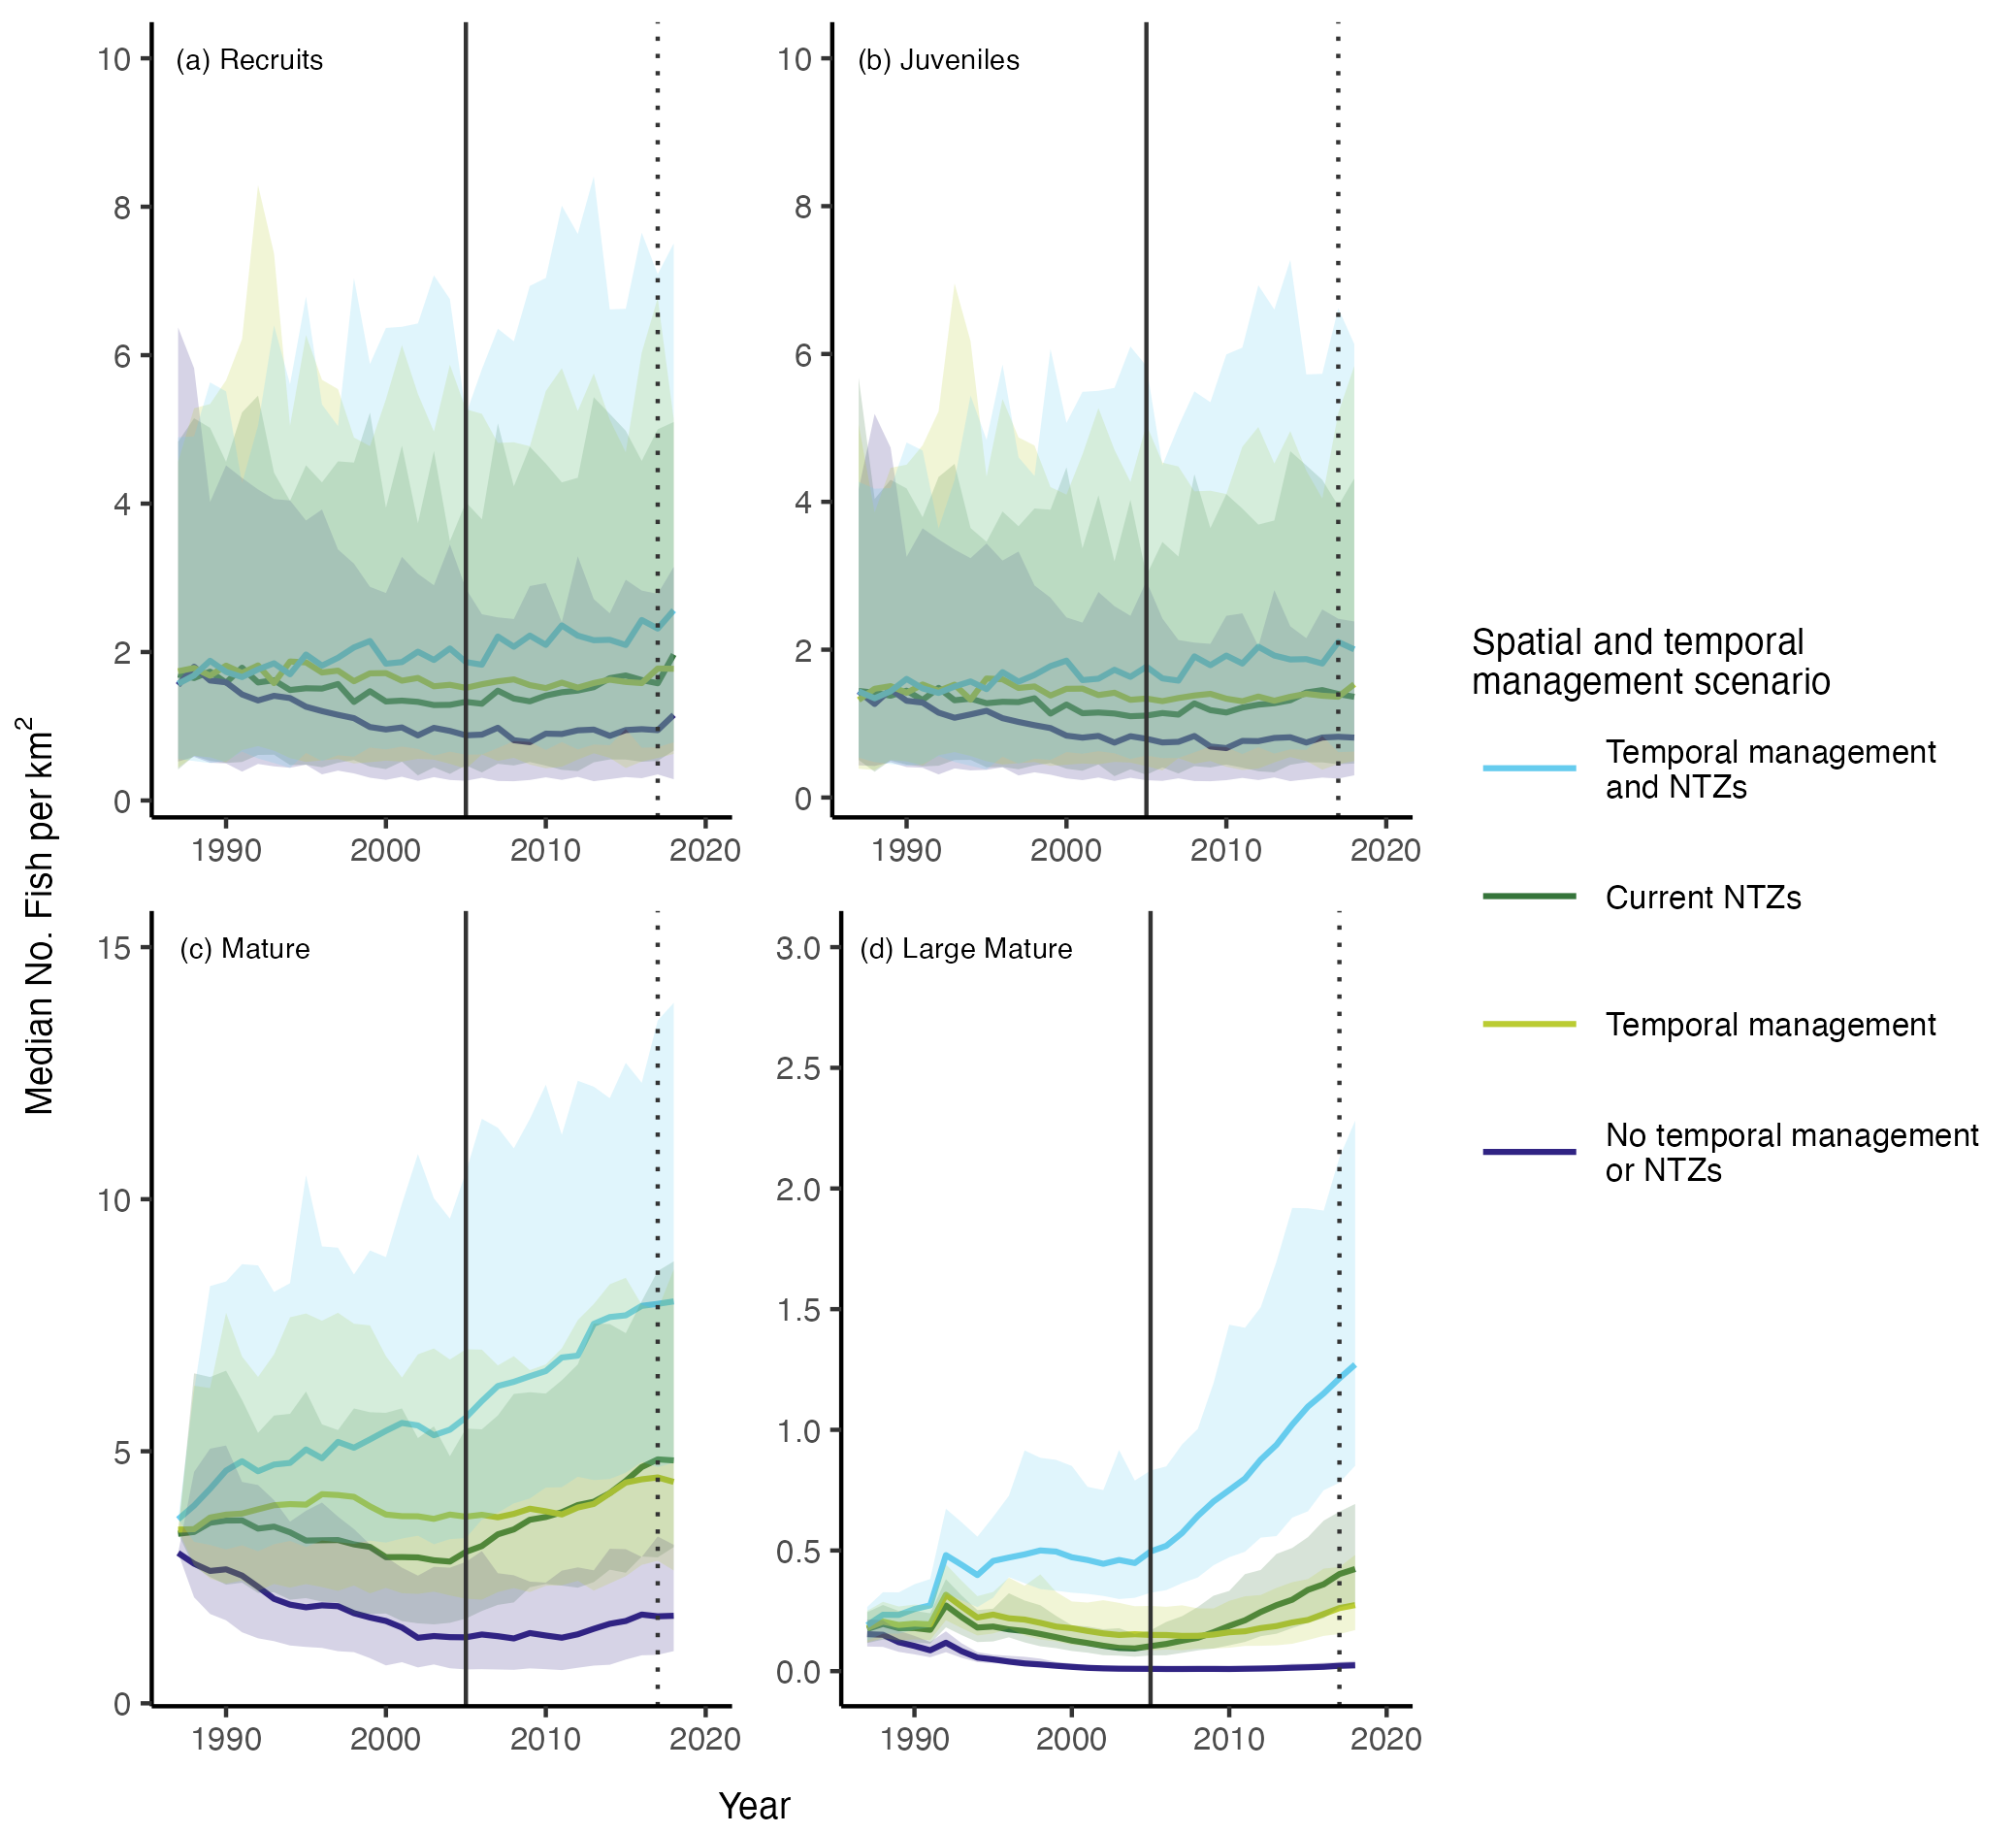 (a) Recruits
10
8
6
4
2
0
1990 2000 2010 2020
(b) Juveniles
10
8
6
4
2
0
1990 2000 2010 2020
(c) Mature
15
10
5
0
1990 2000 2010 2020
(d) Large Mature
3.0
2.5
2.0
1.5
1.0
0.5
0.0
1990 2000 2010 2020
Median No. Fish per km²
Year
Spatial and temporal
management scenario
Temporal management
and NTZs
Current NTZs
Temporal management
No temporal management
or NTZs